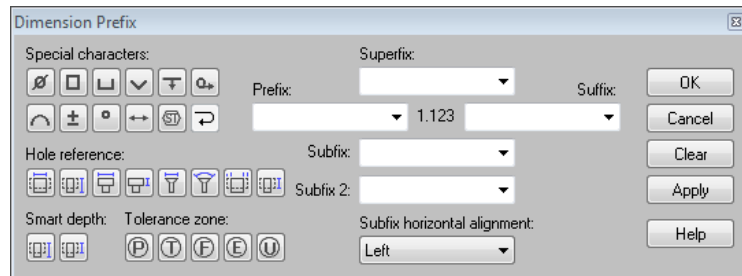 Dimension Prefix
Special characters:
Superfix:
Prefix:
Suffix:
1.123
OK
Cancel
Hole reference:
Subfix:
Clear
Subfix 2:
Apply
Smart depth:
Tolerance zone:
Subfix horizontal alignment:
Left
Help
ST
P T F E U